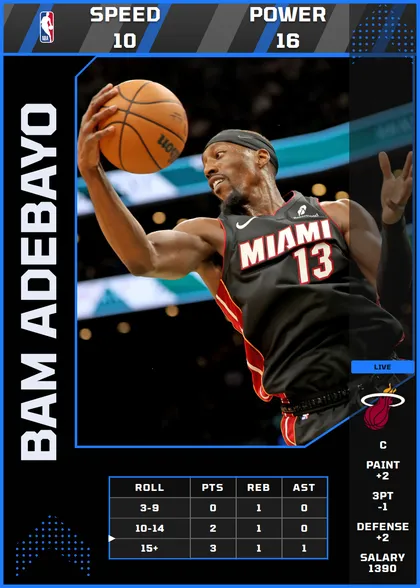 SPEED
10
POWER
16
BAM ADEBAYO
wilson
MIAMI
13
LIVE
C
PAINT
+2
3PT
-1
DEFENSE
+2
SALARY
1390
ROLL PTS REB AST
3-9 0 1 0
10-14 2 1 0
15+ 3 1 1